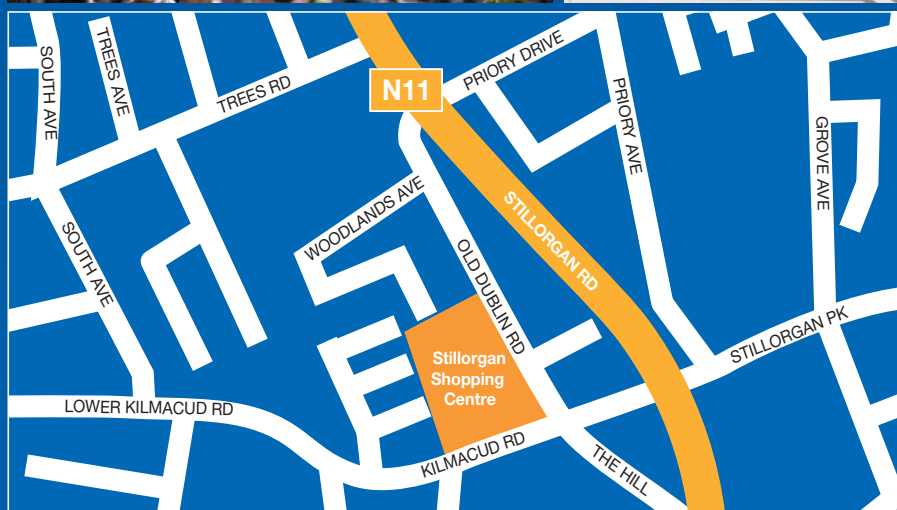 SOUTH AVE
TREES AVE
TREES RD
N11
PRIORY DRIVE
PRIORY AVE
GROVE AVE
WOODLANDS AVE
STILLORGAN RD
SOUTH AVE
OLD DUBLIN RD
STILLORGAN PK
Stillorgan
Shopping
Centre
LOWER KILMACUD RD
KILMACUD RD
THE HILL